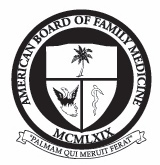 AMERICAN BOARD OF FAMILY MEDICINE
MCMLXIX
"PALMAM QUI MERUIT FERAT"